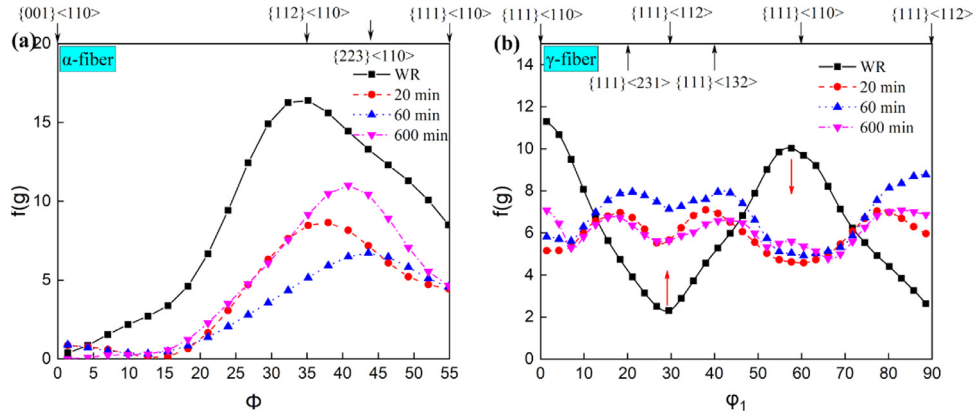 {001}<110>
{112}<110>
{111}<110>
(a)
α-fiber
{223}<110>
WR
20 min
60 min
600 min
f(g)
20
15
10
5
0
0 5 10 15 20 25 30 35 40 45 50 55
Φ
{111}<110>
{111}<112>
{111}<110>
{111}<112>
(b)
γ-fiber
{111}<231>
{111}<132>
WR
20 min
60 min
600 min
f(g)
14
12
10
8
6
4
2
0
0 10 20 30 40 50 60 70 80 90
φ1